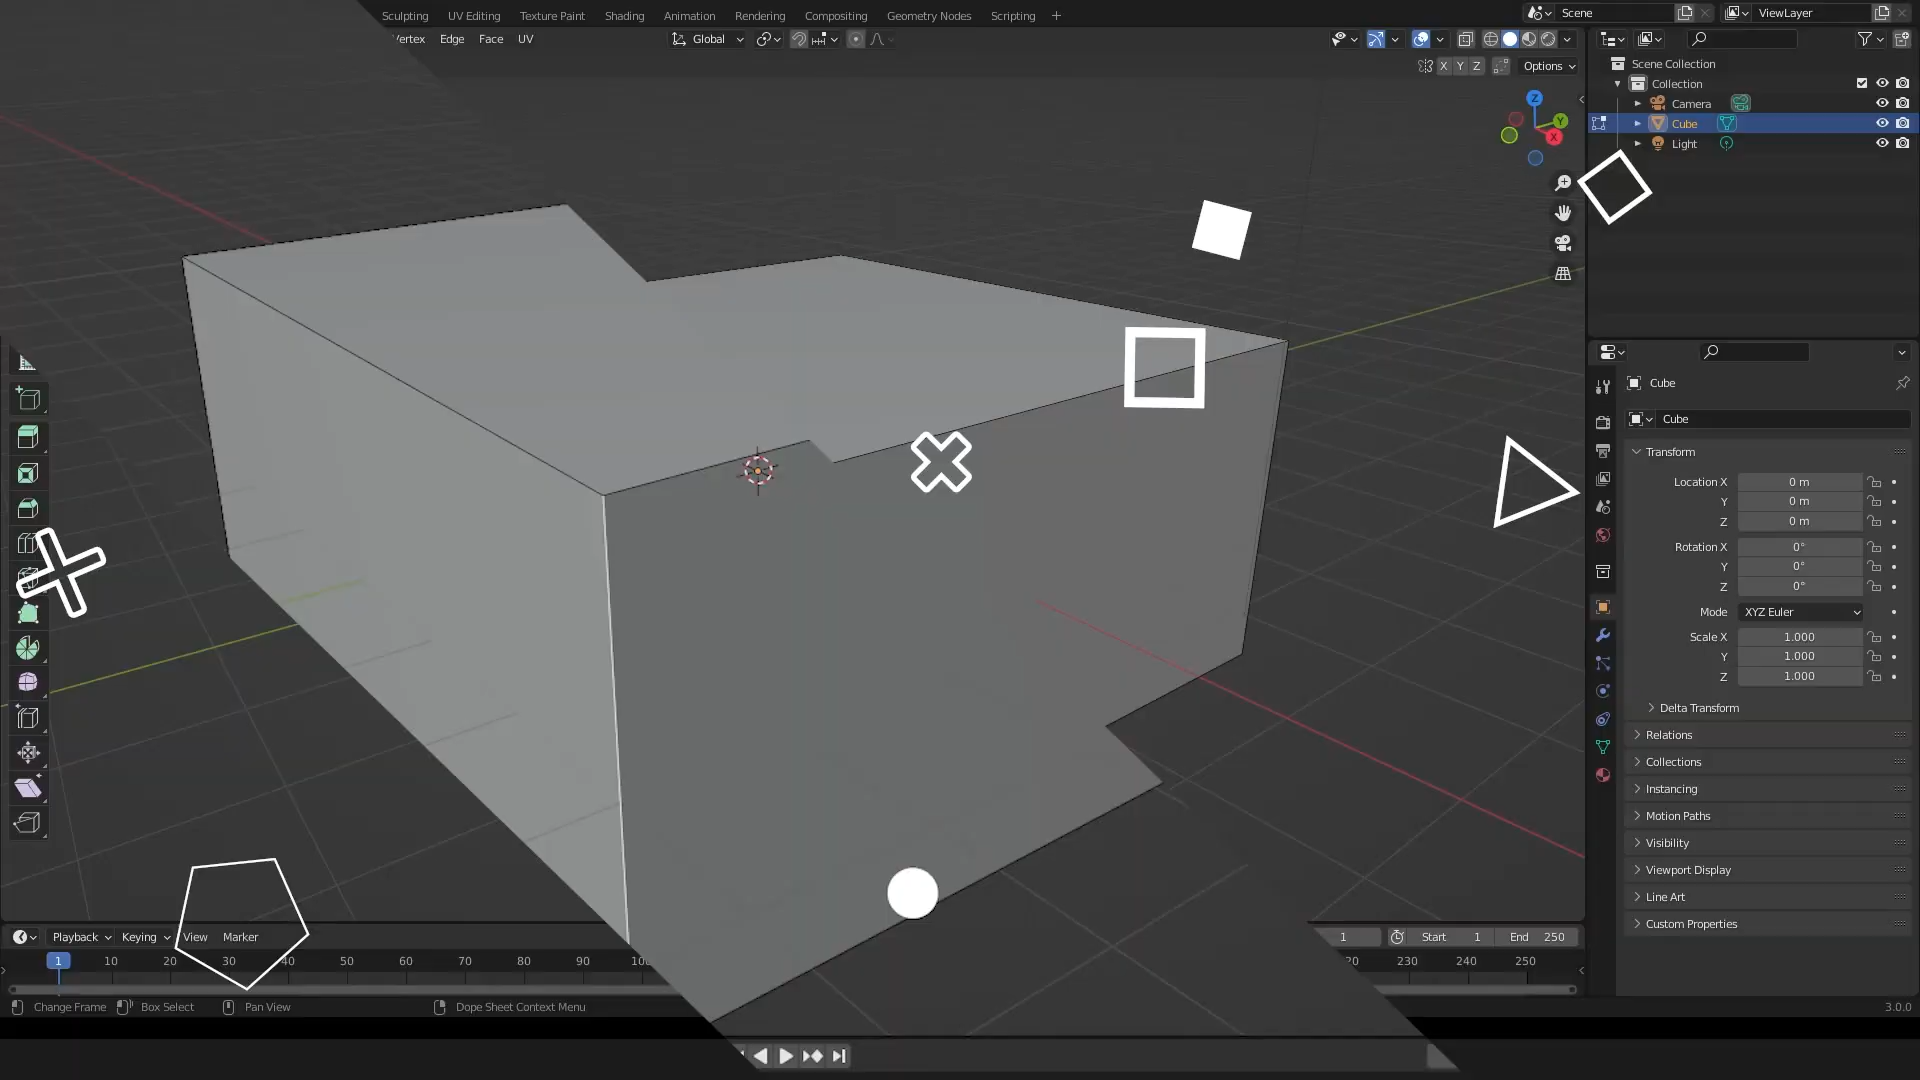 Sculpting UV Editing Texture Paint Shading Animation Rendering Compositing Geometry Nodes Scripting + Scene ViewLayer
Edge Face UV Global
X Y Z Options
Scene Collection
Collection
Camera
Cube
Light
Z
Y
X
Cube
Cube
Transform
Location X 0 m
Y 0 m
Z 0 m
Rotation X 0°
Y 0°
Z 0°
Mode XYZ Euler
Scale X 1.000
Y 1.000
Z 1.000
Delta Transform
Relations
Collections
Instancing
Motion Paths
Visibility
Viewport Display
Line Art
Custom Properties
Playback Keying View Marker 1 Start 1 End 250
1 10 20 30 40 50 60 70 80 90 230 240 250
Change Frame Box Select Pan View Dope Sheet Context Menu 3.0.0